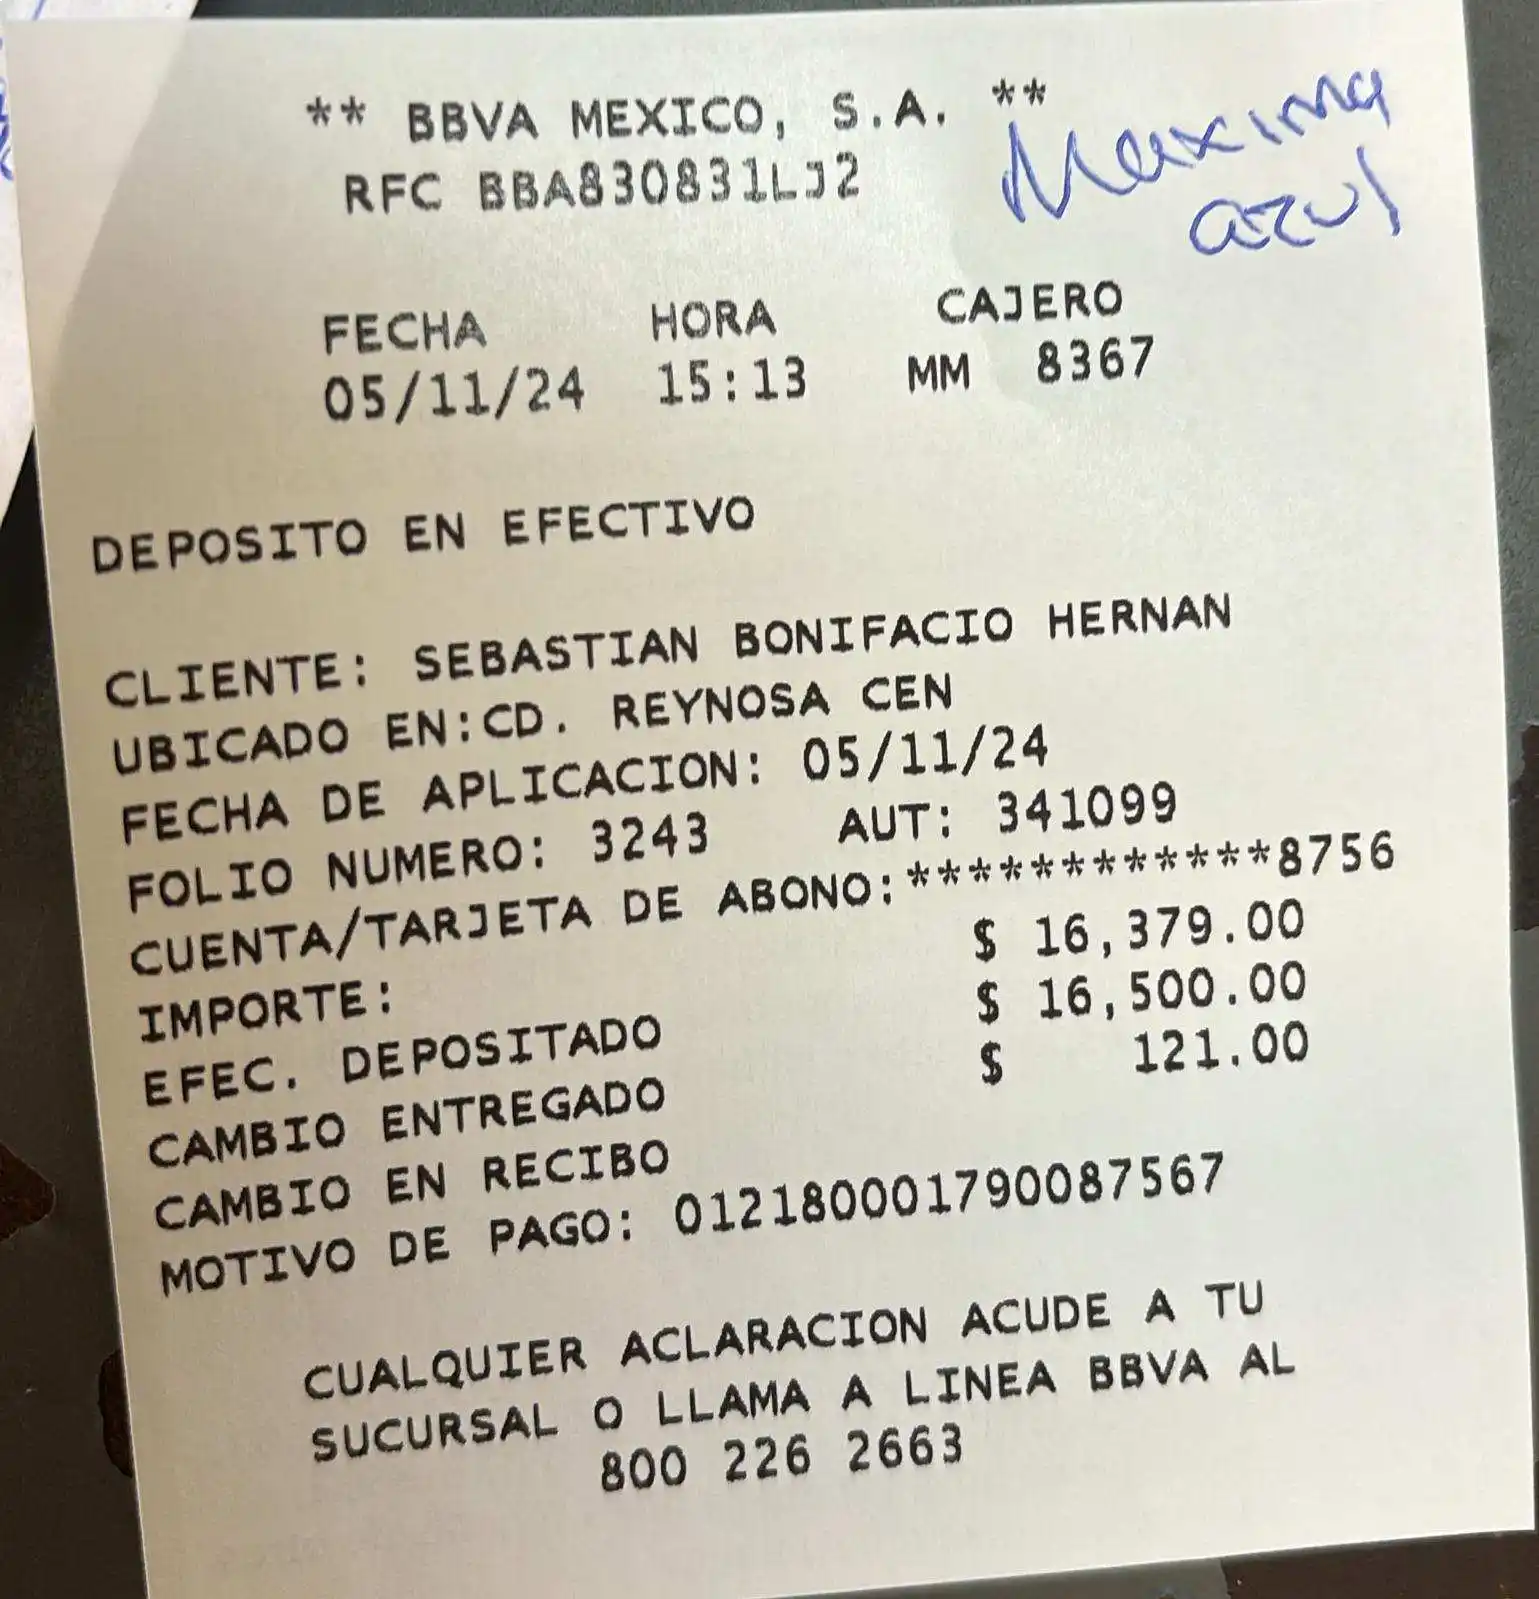 ** BBVA MEXICO, S.A. **
Maxima
azul
RFC BBA830831LJ2
FECHA HORA CAJERO
05/11/24 15:13 MM 8367
DEPOSITO EN EFECTIVO
CLIENTE: SEBASTIAN BONIFACIO HERNAN
UBICADO EN:CD. REYNOSA CEN
FECHA DE APLICACION: 05/11/24
FOLIO NUMERO: 3243 AUT: 341099
CUENTA/TARJETA DE ABONO:************8756
IMPORTE: $ 16,379.00
EFEC. DEPOSITADO $ 16,500.00
CAMBIO ENTREGADO $ 121.00
CAMBIO EN RECIBO
MOTIVO DE PAGO: 012180001790087567
CUALQUIER ACLARACION ACUDE A TU
SUCURSAL O LLAMA A LINEA BBVA AL
800 226 2663